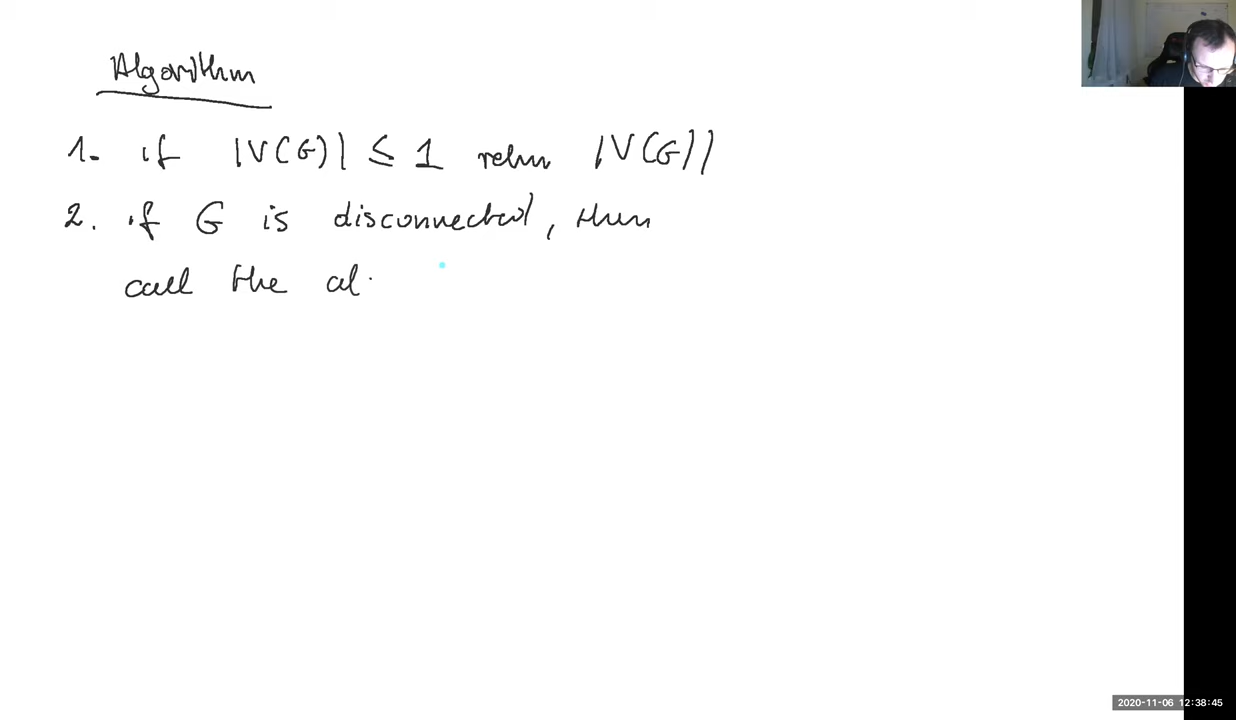 Algorithm
1. if |V(G)| ≤ 1 return |V(G)|
2. if G is disconnected, then
call the al
2020-11-06 12:38:45